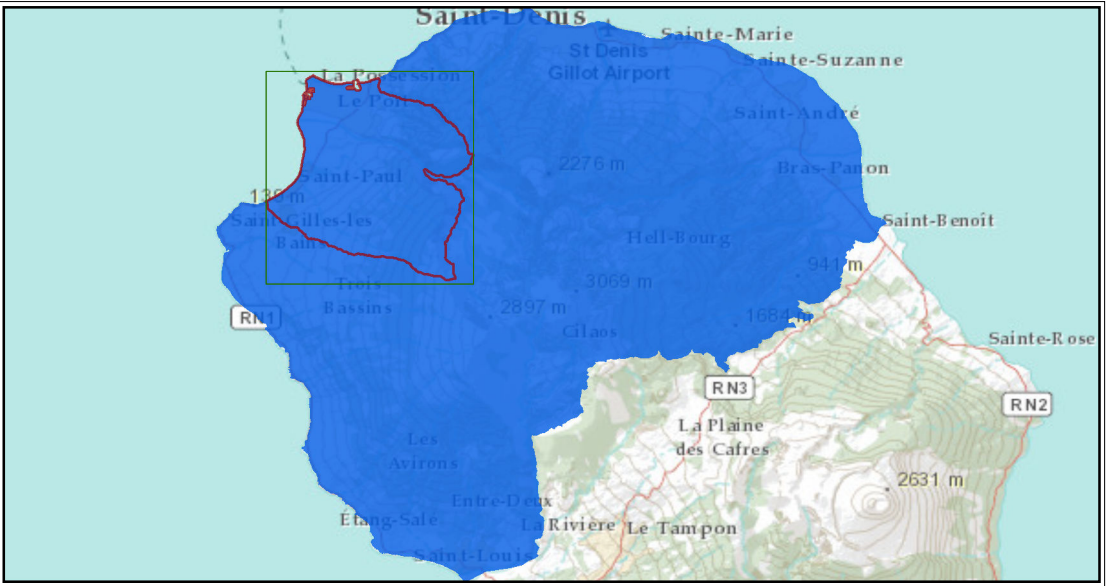 Saint-Denis
Sainte-Marie
St Denis
Gillot Airport
Sainte-Suzanne
La Possession
Le Port
Saint-André
2276 m
Bras-Panon
Saint-Paul
136 m
Saint-Gilles-les
Bains
Saint-Benoît
Hell-Bourg
941 m
Trois
Bassins
3069 m
2897 m
1684 m
RN1
Cilaos
Sainte-Rose
RN3
RN2
La Plaine
des Cafres
Les
Avirons
2631 m
Entre-Deux
Étang-Salé
La Rivière
Le Tampon
Saint-Louis